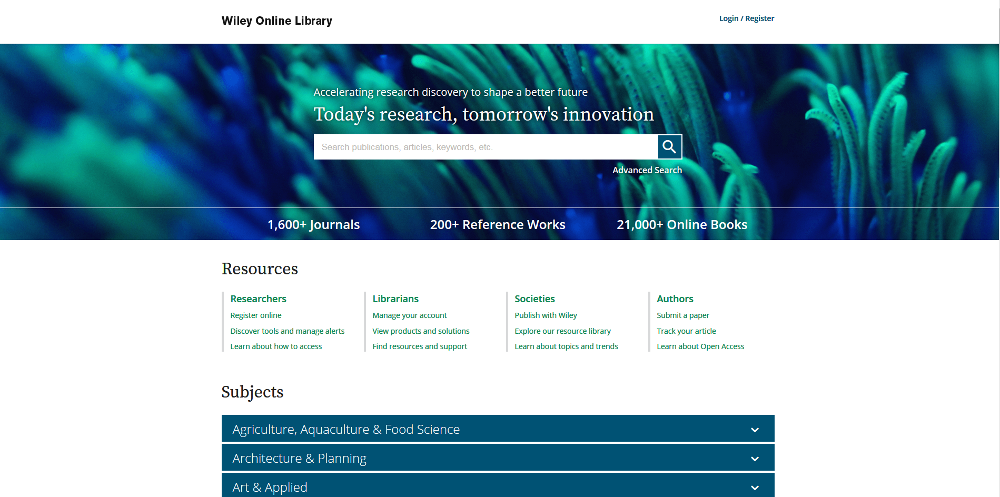 Wiley Online Library
Login / Register
Accelerating research discovery to shape a better future
Today's research, tomorrow's innovation
Search publications, articles, keywords, etc.
Advanced Search
1,600+ Journals
200+ Reference Works
21,000+ Online Books
Resources
Researchers
Register online
Discover tools and manage alerts
Learn about how to access
Librarians
Manage your account
View products and solutions
Find resources and support
Societies
Publish with Wiley
Explore our resource library
Learn about topics and trends
Authors
Submit a paper
Track your article
Learn about Open Access
Subjects
Agriculture, Aquaculture & Food Science
Architecture & Planning
Art & Applied